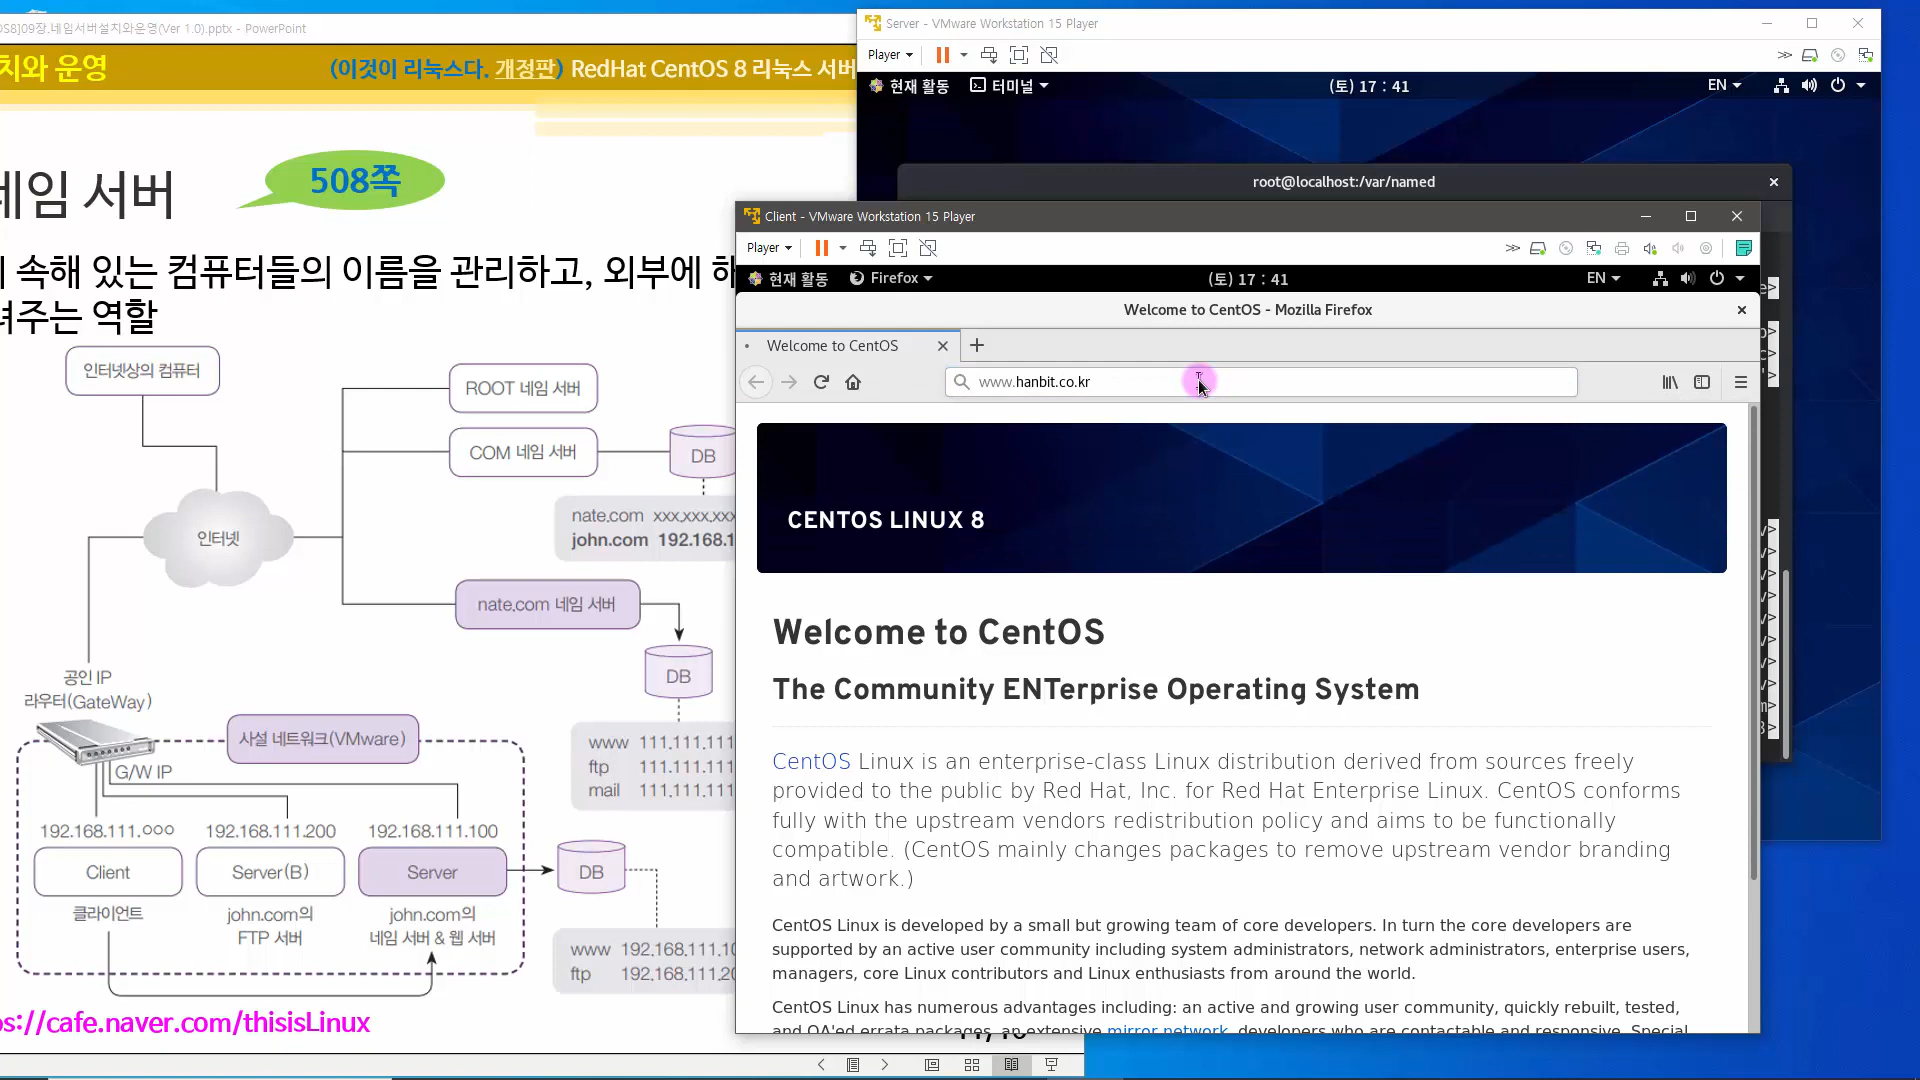 S8]09장.네임서버설치와운영(Ver 1.0).pptx - PowerPoint
치와 운영
(이것이 리눅스다. 개정판) RedHat CentOS 8 리눅스 서버
네임 서버
508쪽
속해 있는 컴퓨터들의 이름을 관리하고, 외부에 해
려주는 역할
인터넷상의 컴퓨터
ROOT 네임 서버
COM 네임 서버
DB
nate.com xxx.xxx.xxx
john.com 192.168.1
인터넷
nate.com 네임 서버
DB
공인 IP
라우터(GateWay)
www 111.111.111
ftp 111.111.111
mail 111.111.111
사설 네트워크(VMware)
G/W IP
192.168.111.○○○
192.168.111.200
192.168.111.100
Client
Server(B)
Server
DB
클라이언트
john.com의
FTP 서버
john.com의
네임 서버 & 웹 서버
www 192.168.111.10
ftp 192.168.111.20
os://cafe.naver.com/thisisLinux
Server - VMware Workstation 15 Player
Player
현재 활동
터미널
(토) 17 : 41
EN
root@localhost:/var/named
Client - VMware Workstation 15 Player
Player
현재 활동
Firefox
(토) 17 : 41
EN
Welcome to CentOS - Mozilla Firefox
Welcome to CentOS
www.hanbit.co.kr
CENTOS LINUX 8
Welcome to CentOS
The Community ENTerprise Operating System
CentOS Linux is an enterprise-class Linux distribution derived from sources freely
provided to the public by Red Hat, Inc. for Red Hat Enterprise Linux. CentOS conforms
fully with the upstream vendors redistribution policy and aims to be functionally
compatible. (CentOS mainly changes packages to remove upstream vendor branding
and artwork.)
CentOS Linux is developed by a small but growing team of core developers. In turn the core developers are
supported by an active user community including system administrators, network administrators, enterprise users,
managers, core Linux contributors and Linux enthusiasts from around the world.
CentOS Linux has numerous advantages including: an active and growing user community, quickly rebuilt, tested,
and QA'ed errata packages, an extensive mirror network, developers who are contactable and responsive, Special